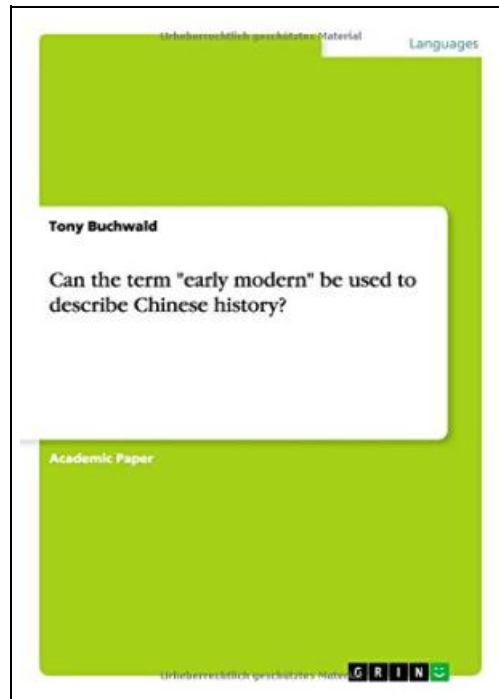 Urheberrechtlich geschütztes Material
Languages
Tony Buchwald
Can the term "early modern" be used to
describe Chinese history?
Academic Paper
Urheberrechtlich geschütztes Mater
GRIN